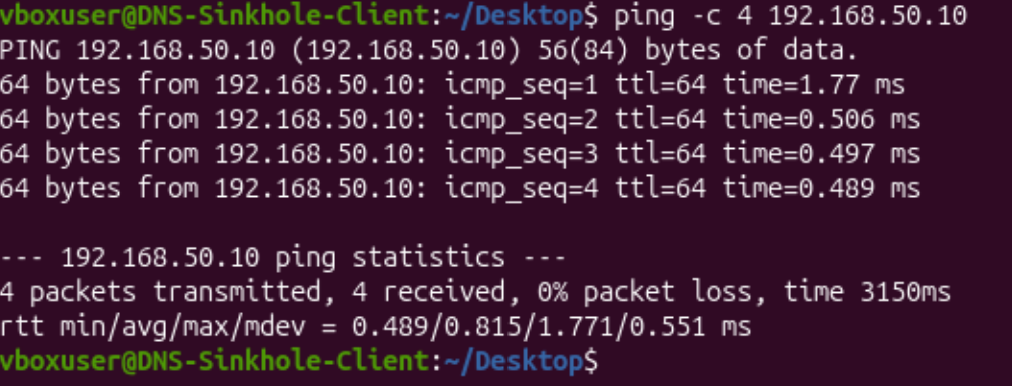 vboxuser@DNS-Sinkhole-Client:~/Desktop$ ping -c 4 192.168.50.10
PING 192.168.50.10 (192.168.50.10) 56(84) bytes of data.
64 bytes from 192.168.50.10: icmp_seq=1 ttl=64 time=1.77 ms
64 bytes from 192.168.50.10: icmp_seq=2 ttl=64 time=0.506 ms
64 bytes from 192.168.50.10: icmp_seq=3 ttl=64 time=0.497 ms
64 bytes from 192.168.50.10: icmp_seq=4 ttl=64 time=0.489 ms
--- 192.168.50.10 ping statistics ---
4 packets transmitted, 4 received, 0% packet loss, time 3150ms
rtt min/avg/max/mdev = 0.489/0.815/1.771/0.551 ms
vboxuser@DNS-Sinkhole-Client:~/Desktop$